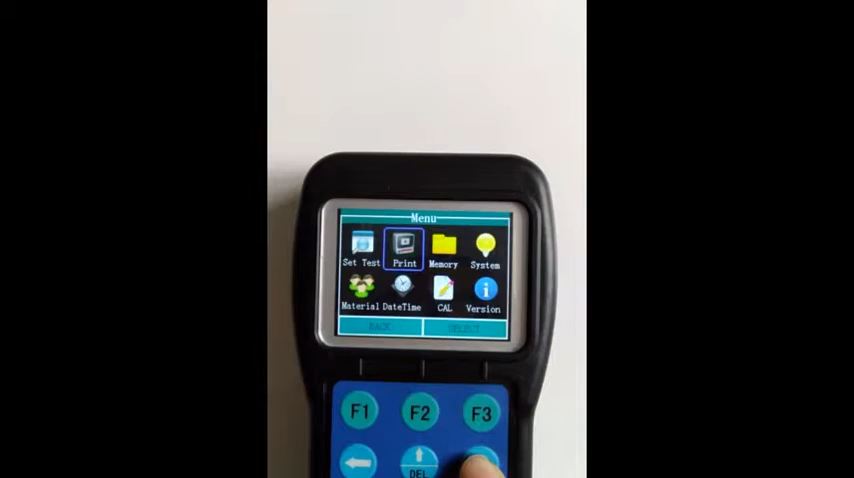 Menu
Set Test Print Memory System
Material DateTime CAL Version
BACK SELECT
F1 F2 F3
DEL